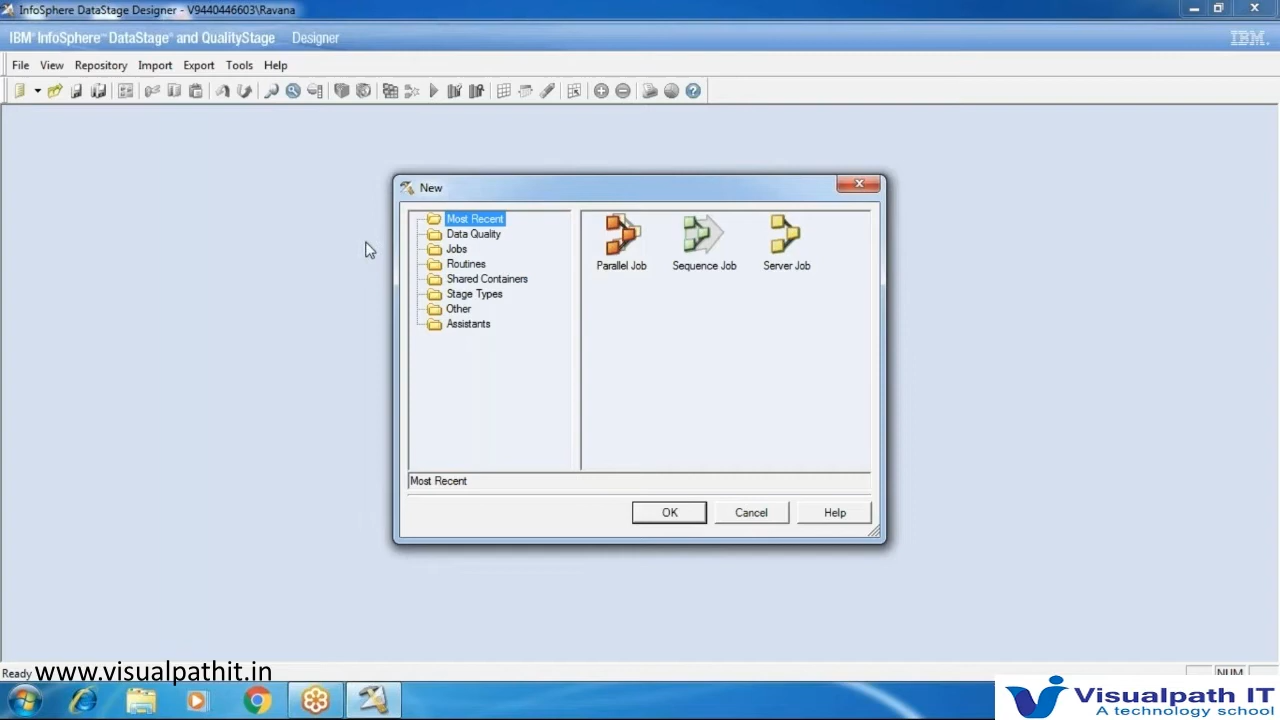 InfoSphere DataStage Designer - V9440446603\Ravana
IBM® InfoSphere™ DataStage® and QualityStage Designer
IBM.
File View Repository Import Export Tools Help
New
Most Recent
Data Quality
Jobs
Routines
Shared Containers
Stage Types
Other
Assistants
Parallel Job Sequence Job Server Job
Most Recent
OK Cancel Help
Ready
NUM
www.visualpathit.in
Visualpath IT
A technology school